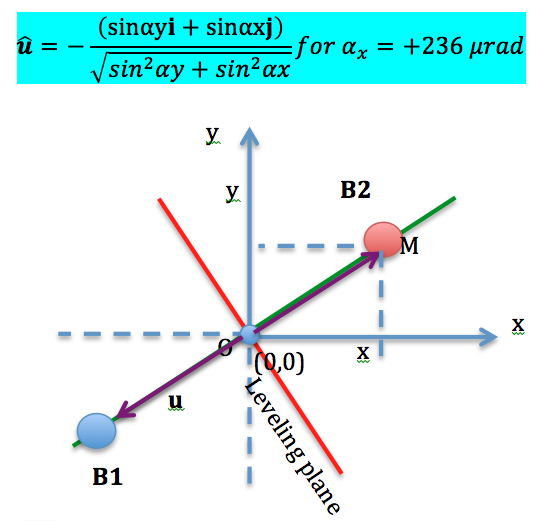 û = − (sinαyi + sinαxj) / √(sin²αy + sin²αx) for αₓ = +236 μrad
y
y
B2
M
x
O
(0,0)
x
u
Leveling plane
B1